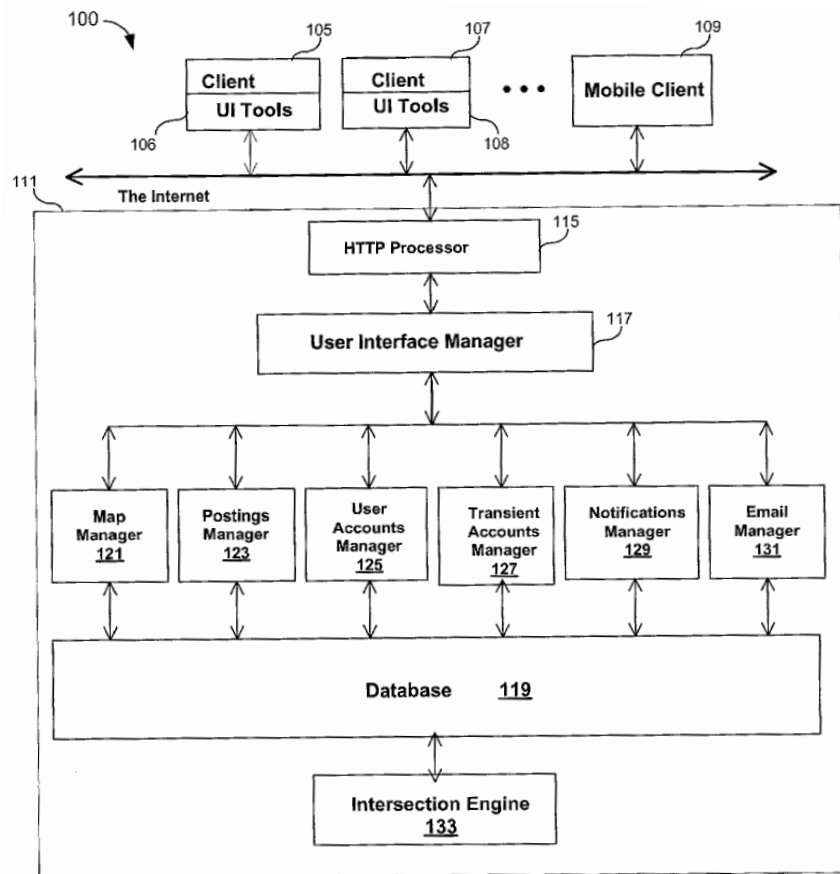 100
105
107
109
Client
UI Tools
Client
UI Tools
Mobile Client
106
108
111
The Internet
HTTP Processor
115
User Interface Manager
117
Map
Manager
121
Postings
Manager
123
User
Accounts
Manager
125
Transient
Accounts
Manager
127
Notifications
Manager
129
Email
Manager
131
Database 119
Intersection Engine
133